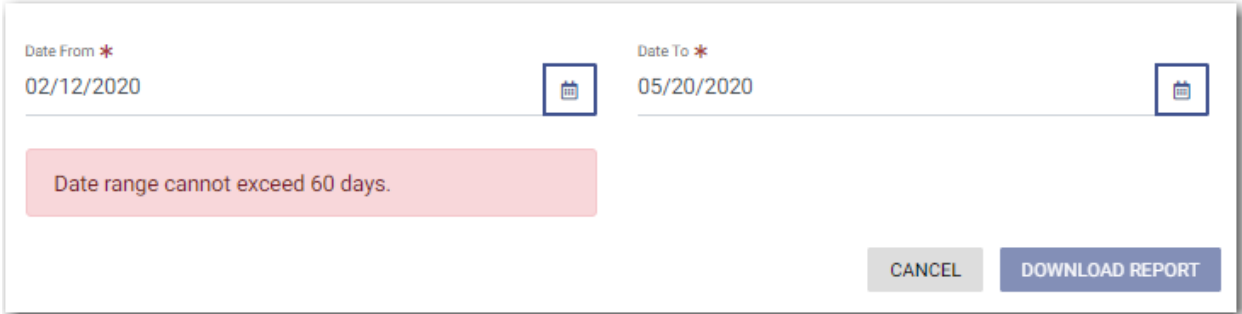 Date From * Date To *
02/12/2020 05/20/2020
Date range cannot exceed 60 days.
CANCEL DOWNLOAD REPORT